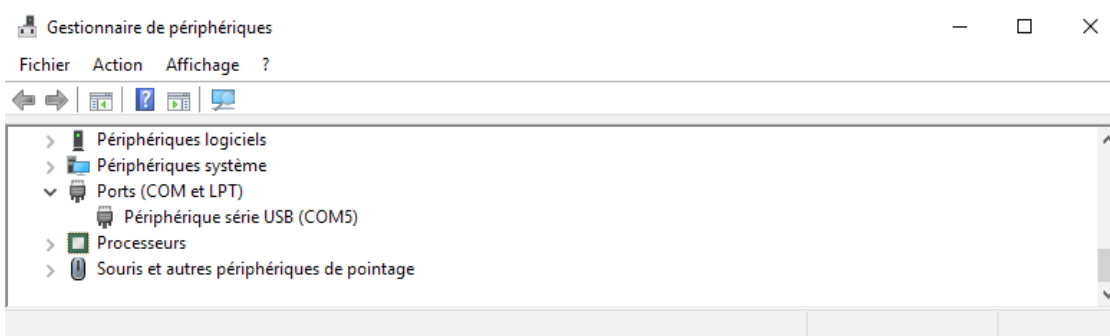 Gestionnaire de périphériques
Fichier Action Affichage ?
Périphériques logiciels
Périphériques système
Ports (COM et LPT)
Périphérique série USB (COM5)
Processeurs
Souris et autres périphériques de pointage